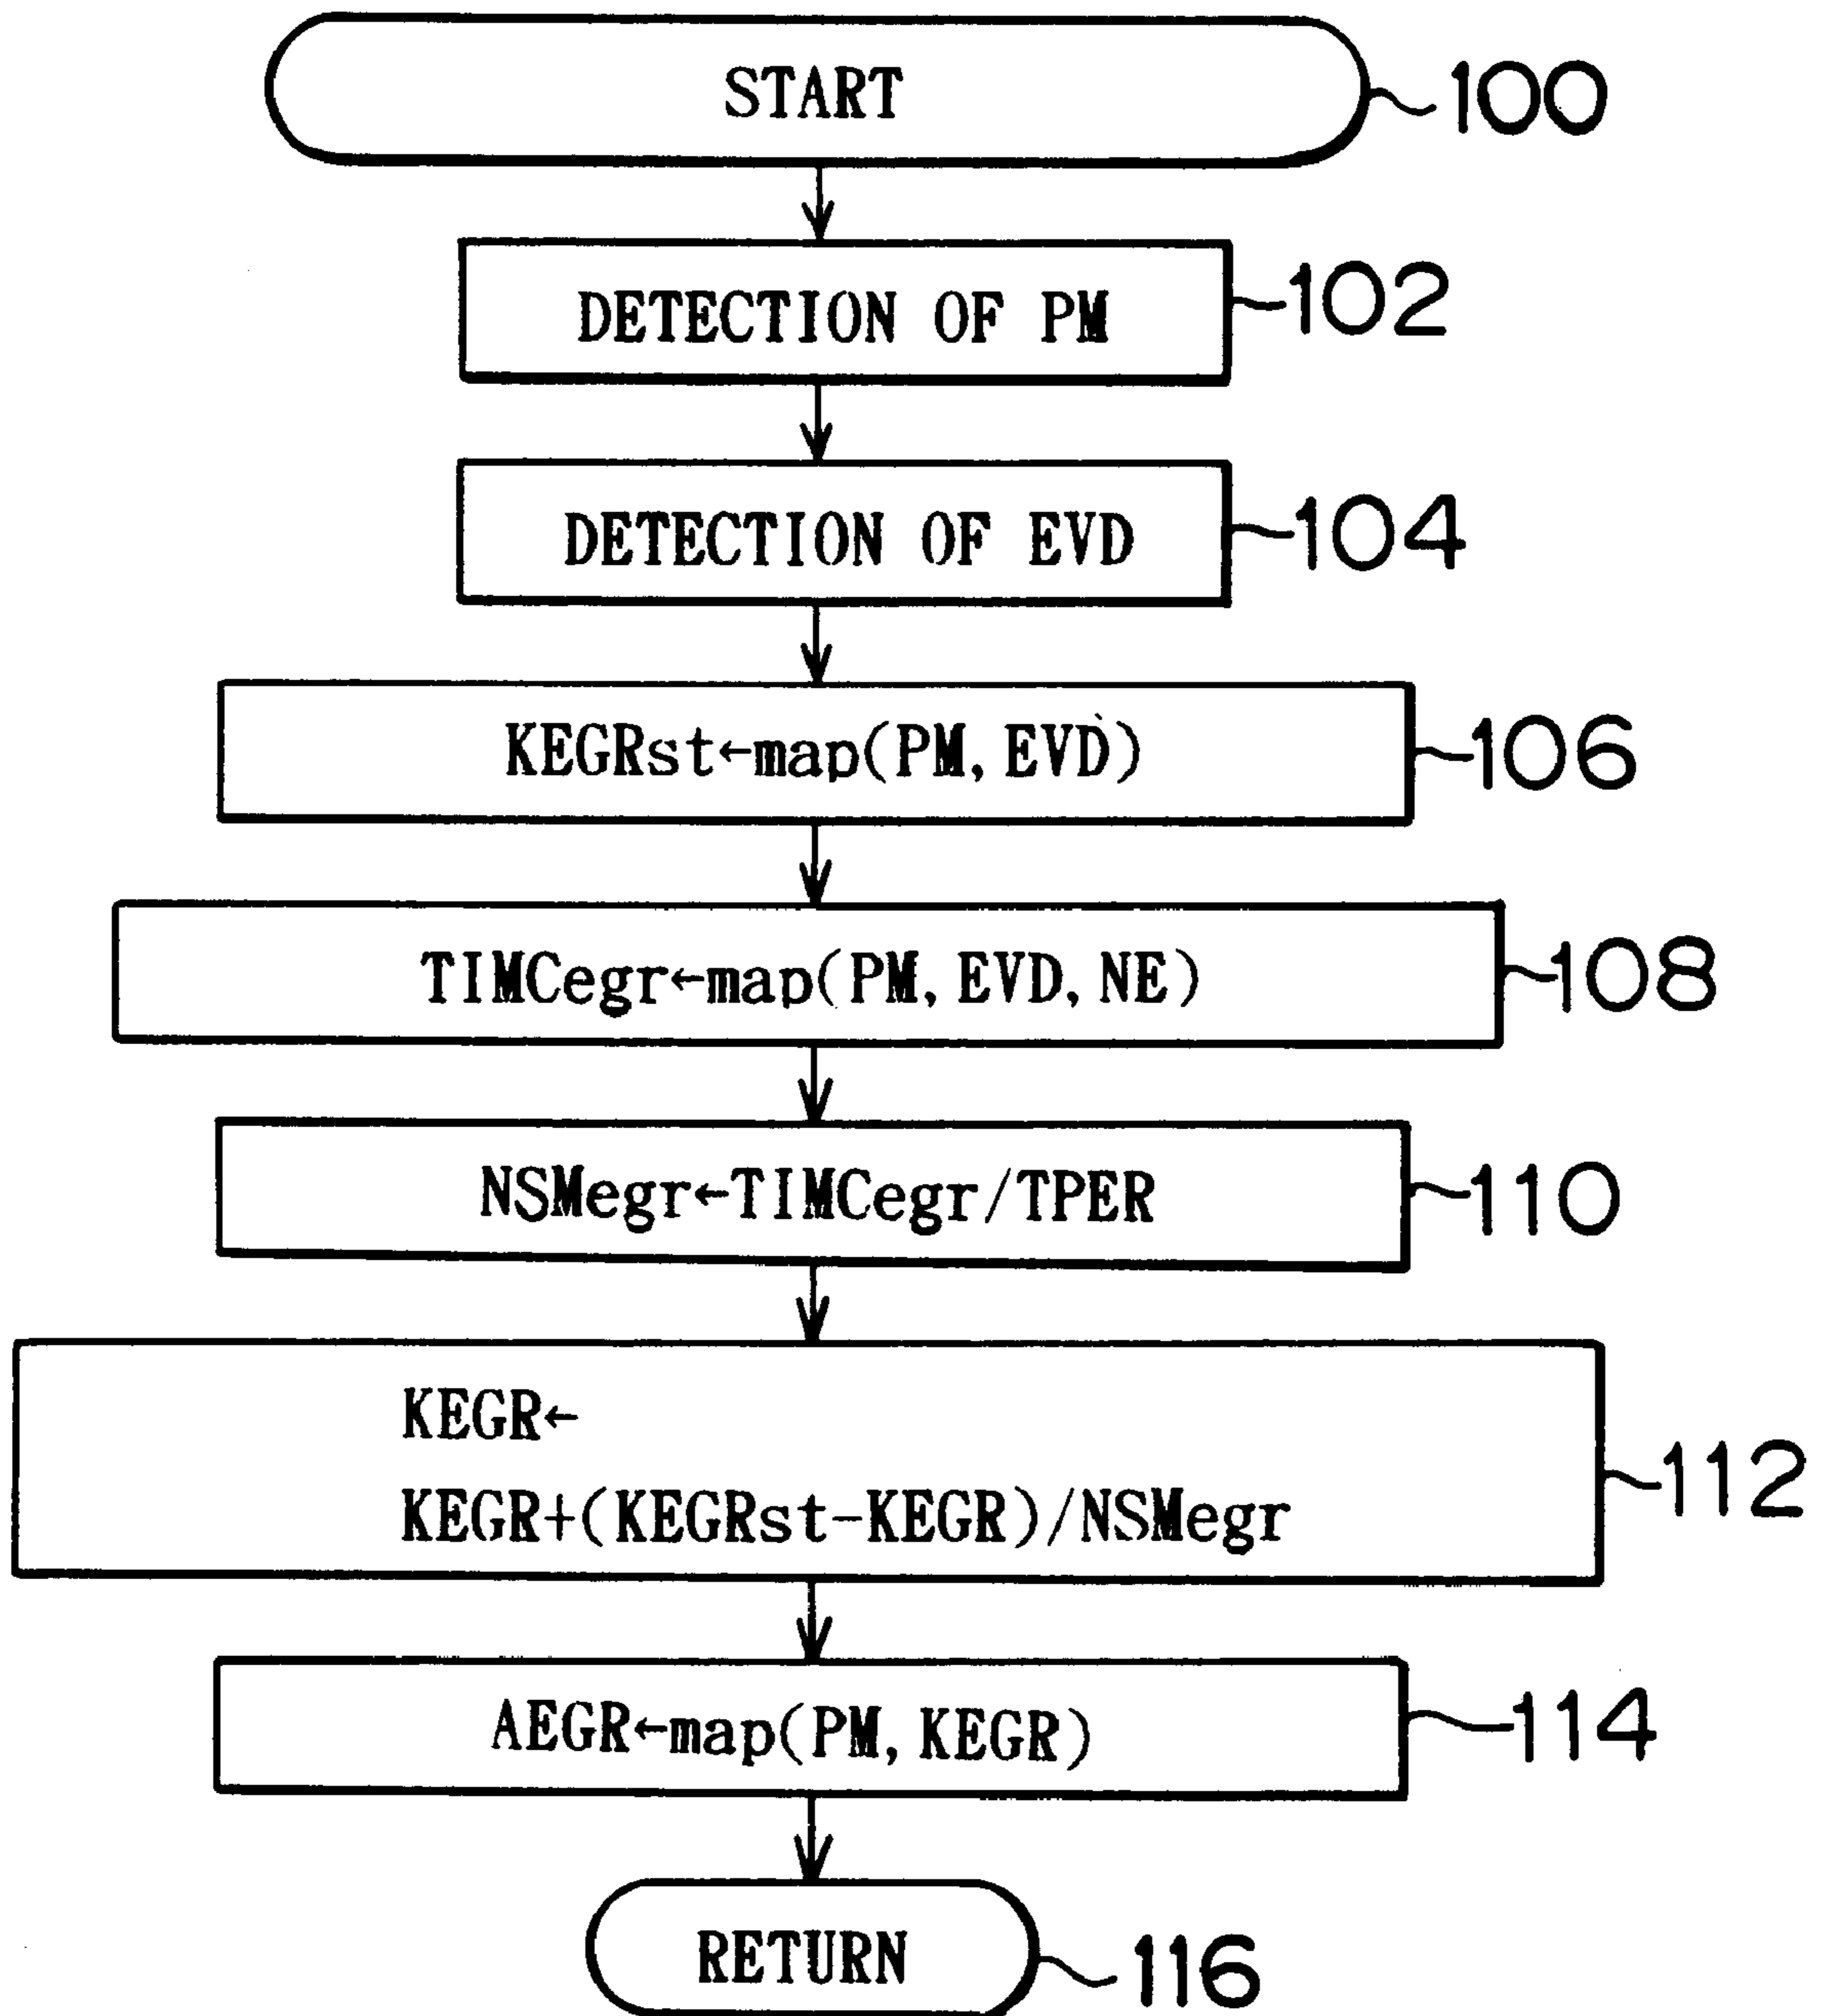 START
100
DETECTION OF PM
102
DETECTION OF EVD
104
KEGRst←map(PM, EVD)
106
TIMCegr←map(PM, EVD, NE)
108
NSMegr←TIMCegr/TPER
110
KEGR←
KEGR+(KEGRst-KEGR)/NSMegr
112
AEGR←map(PM, KEGR)
114
RETURN
116